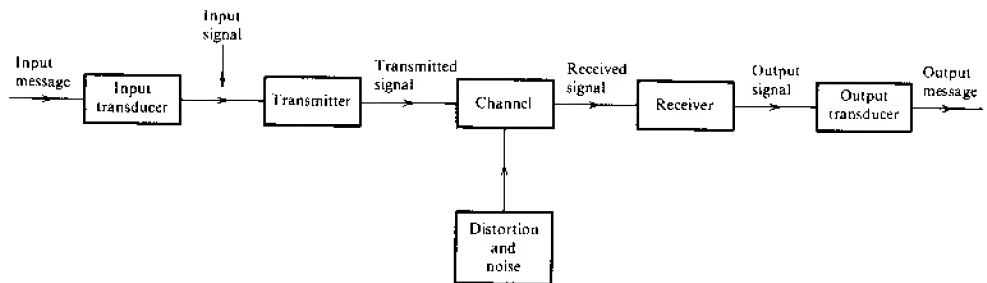 Input
signal
Input
message
Input
transducer
Transmitter
Transmitted
signal
Channel
Received
signal
Receiver
Output
signal
Output
transducer
Output
message
Distortion and
noise